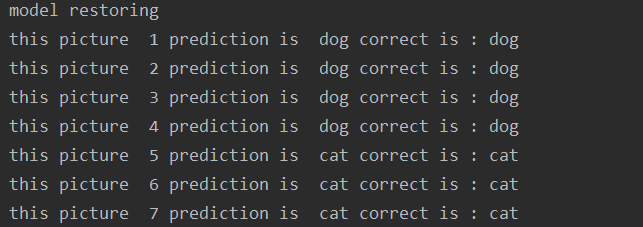 model restoring
this picture  1 prediction is  dog correct is : dog
this picture  2 prediction is  dog correct is : dog
this picture  3 prediction is  dog correct is : dog
this picture  4 prediction is  dog correct is : dog
this picture  5 prediction is  cat correct is : cat
this picture  6 prediction is  cat correct is : cat
this picture  7 prediction is  cat correct is : cat